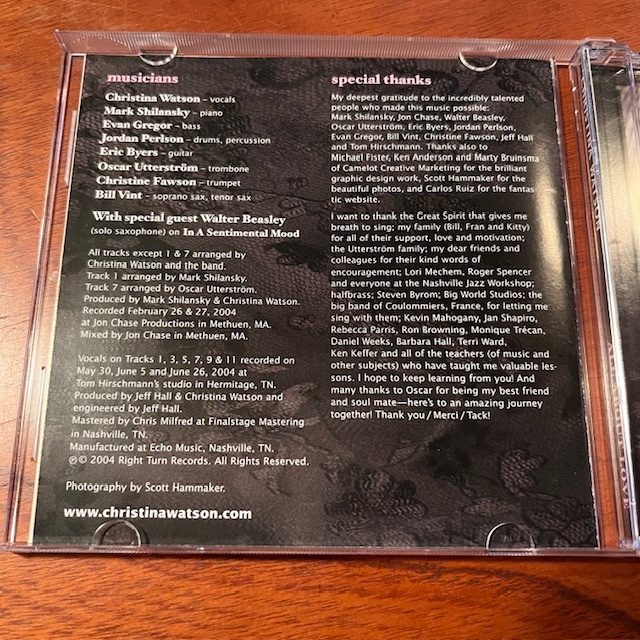 musicians
Christina Watson – vocals
Mark Shilansky – piano
Evan Gregor – bass
Jordan Perlson – drums, percussion
Eric Byers – guitar
Oscar Utterström – trombone
Christine Fawson – trumpet
Bill Vint – soprano sax, tenor sax
With special guest Walter Beasley
(solo saxophone) on In A Sentimental Mood
All tracks except 1 & 7 arranged by
Christina Watson and the band.
Track 1 arranged by Mark Shilansky.
Track 7 arranged by Oscar Utterström.
Produced by Mark Shilansky & Christina Watson.
Recorded February 26 & 27, 2004
at Jon Chase Productions in Methuen, MA.
Mixed by Jon Chase in Methuen, MA.
Vocals on Tracks 1, 3, 5, 7, 9 & 11 recorded on
May 30, June 5 and June 26, 2004 at
Tom Hirschmann's studio in Hermitage, TN.
Produced by Jeff Hall & Christina Watson and
engineered by Jeff Hall.
Mastered by Chris Milfred at Finalstage Mastering
in Nashville, TN.
Manufactured at Echo Music, Nashville, TN.
℗© 2004 Right Turn Records. All Rights Reserved.
Photography by Scott Hammaker.
www.christinawatson.com
special thanks
My deepest gratitude to the incredibly talented
people who made this music possible:
Mark Shilansky, Jon Chase, Walter Beasley,
Oscar Utterström, Eric Byers, Jordan Perlson,
Evan Gregor, Bill Vint, Christine Fawson, Jeff Hall
and Tom Hirschmann. Thanks also to
Michael Fister, Ken Anderson and Marty Bruinsma
of Camelot Creative Marketing for the brilliant
graphic design work, Scott Hammaker for the
beautiful photos, and Carlos Ruiz for the fantas-
tic website.
I want to thank the Great Spirit that gives me
breath to sing; my family (Bill, Fran and Kitty)
for all of their support, love and motivation;
the Utterström family; my dear friends and
colleagues for their kind words of
encouragement; Lori Mechem, Roger Spencer
and everyone at the Nashville Jazz Workshop;
halfbrass; Steven Byrom; Big World Studios; the
big band of Coulommiers, France, for letting me
sing with them; Kevin Mahogany, Jan Shapiro,
Rebecca Parris, Ron Browning, Monique Trécan,
Daniel Weeks, Barbara Hall, Terri Ward,
Ken Keffer and all of the teachers (of music and
other subjects) who have taught me valuable les-
sons. I hope to keep learning from you! And
many thanks to Oscar for being my best friend
and soul mate—here's to an amazing journey
together! Thank you / Merci / Tack!